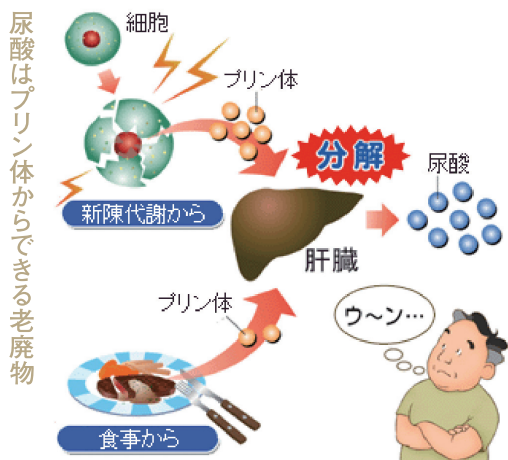 尿酸はプリン体からできる老廃物
細胞
プリン体
分解
尿酸
新陳代謝から
肝臓
プリン体
ウ〜ン…
食事から